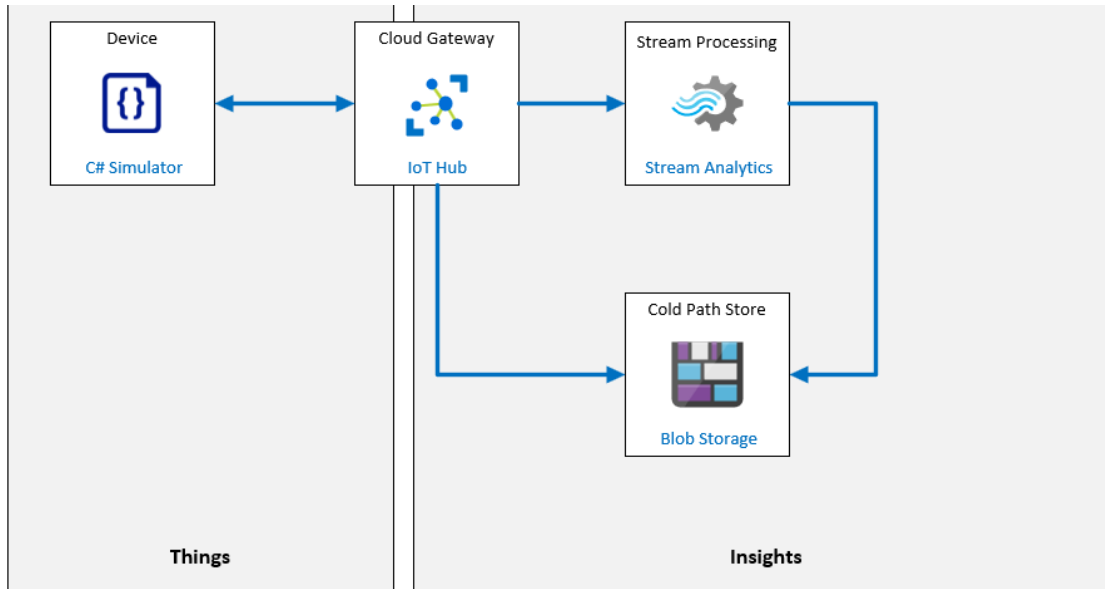 Device
C# Simulator
Cloud Gateway
IoT Hub
Stream Processing
Stream Analytics
Cold Path Store
Blob Storage
Things
Insights